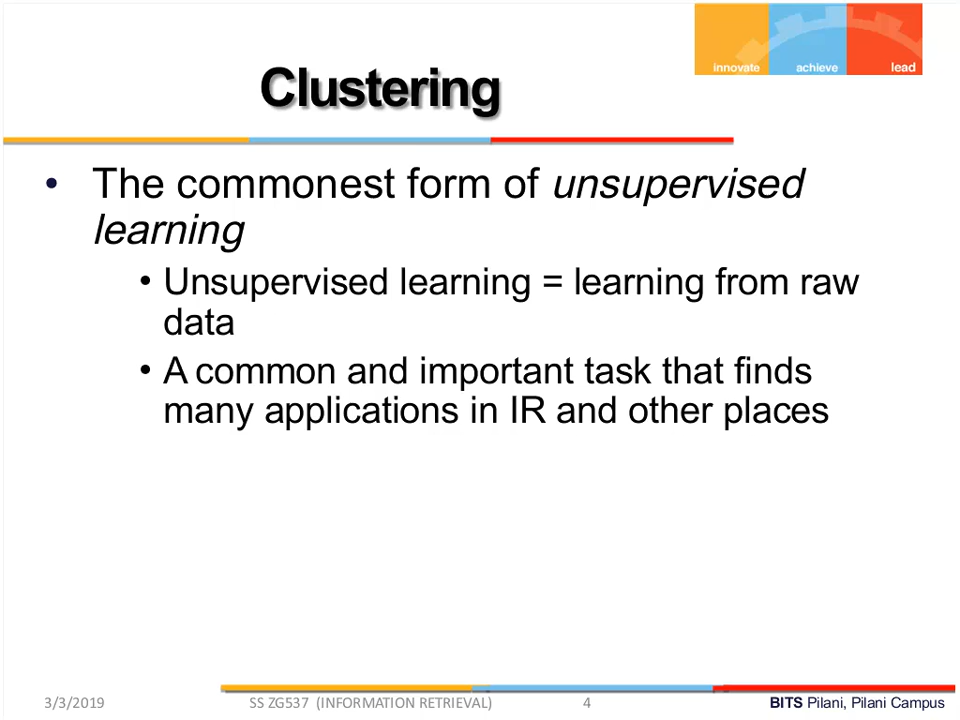 innovate achieve lead
Clustering
• The commonest form of unsupervised
learning
• Unsupervised learning = learning from raw
data
• A common and important task that finds
many applications in IR and other places
3/3/2019 SS ZG537 (INFORMATION RETRIEVAL) 4 BITS Pilani, Pilani Campus